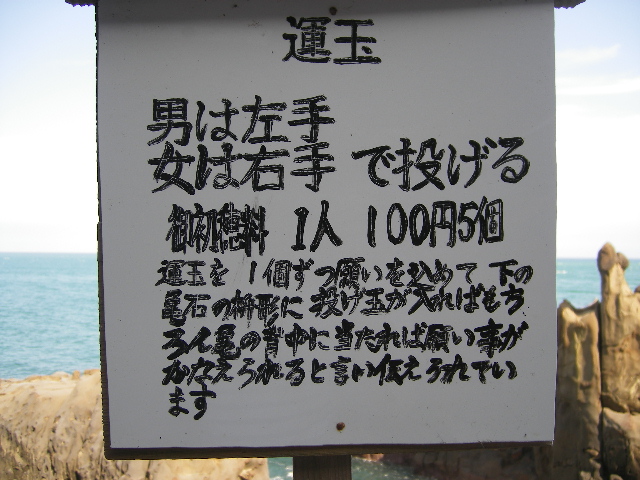 運玉
男は左手
女は右手 で投げる
御初穂料 1人 100円5個
運玉を 1個ずつ願いを込めて 下の
亀石の桝形に 投げ玉が入ればもち
ろん亀の背中に当たれば願い事が
かなえられると言い伝えられてい
ます